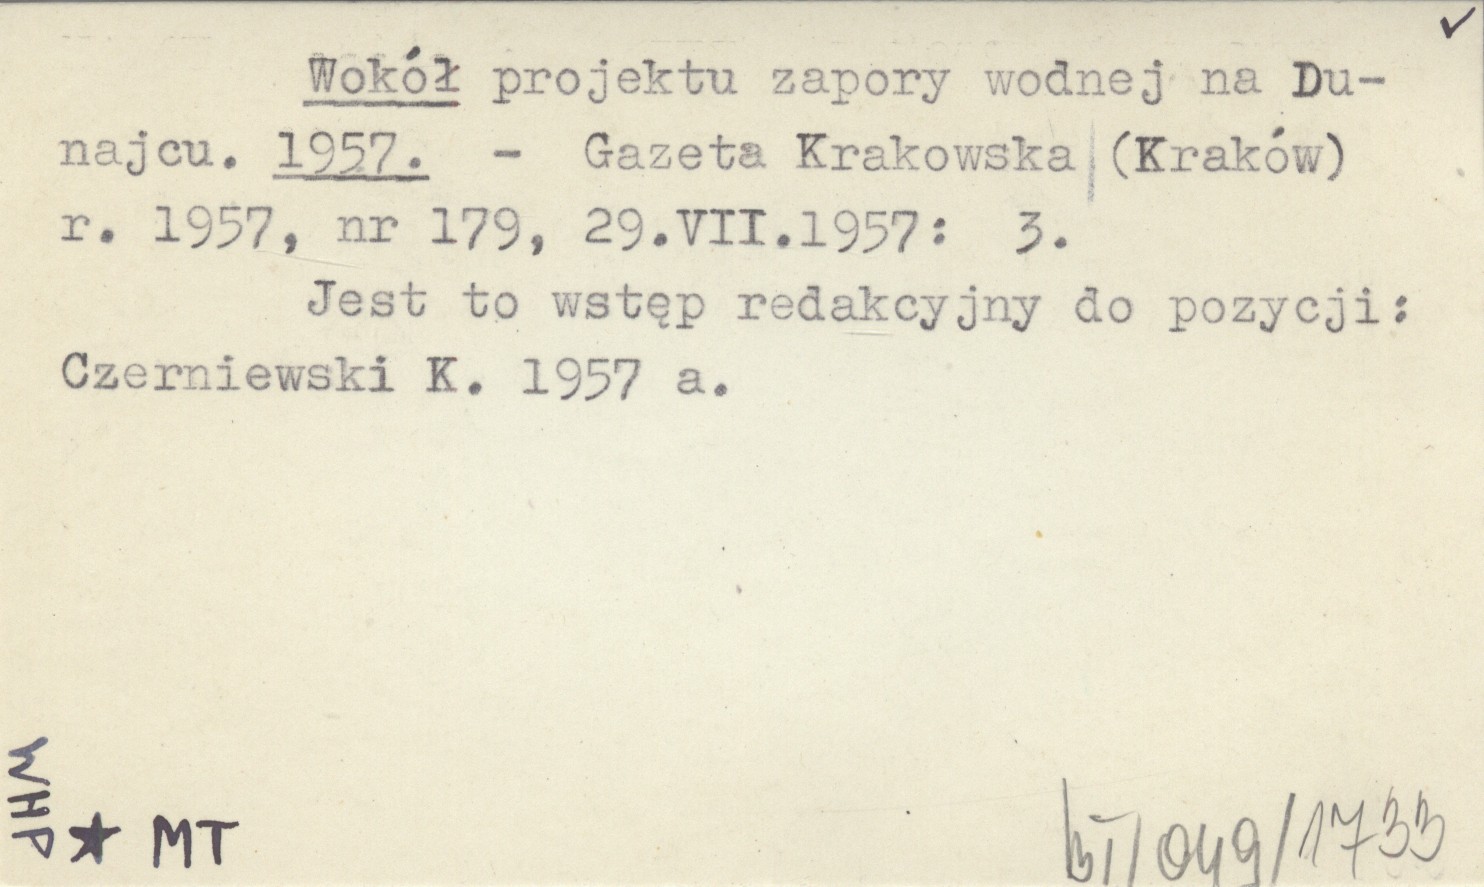 ✓
Wokół projektu zapory wodnej na Du-
najcu. 1957. - Gazeta Krakowska | (Kraków)
r. 1957, nr 179, 29.VII.1957: 3.
Jest to wstęp redakcyjny do pozycji:
Czerniewski K. 1957 a.
WHP
★ MT
/049/1733